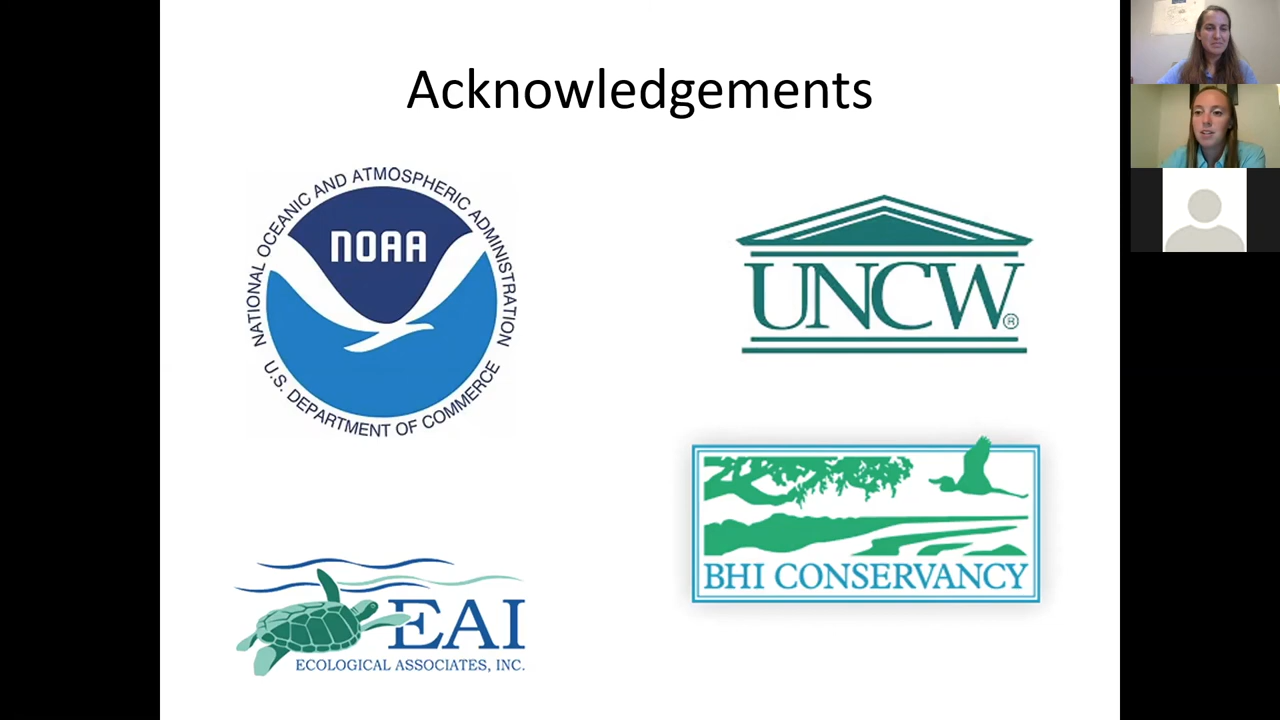 Acknowledgements
NATIONAL OCEANIC AND ATMOSPHERIC ADMINISTRATION
NOAA
U.S. DEPARTMENT OF COMMERCE
UNCW®
BHI CONSERVANCY
EAI
ECOLOGICAL ASSOCIATES, INC.